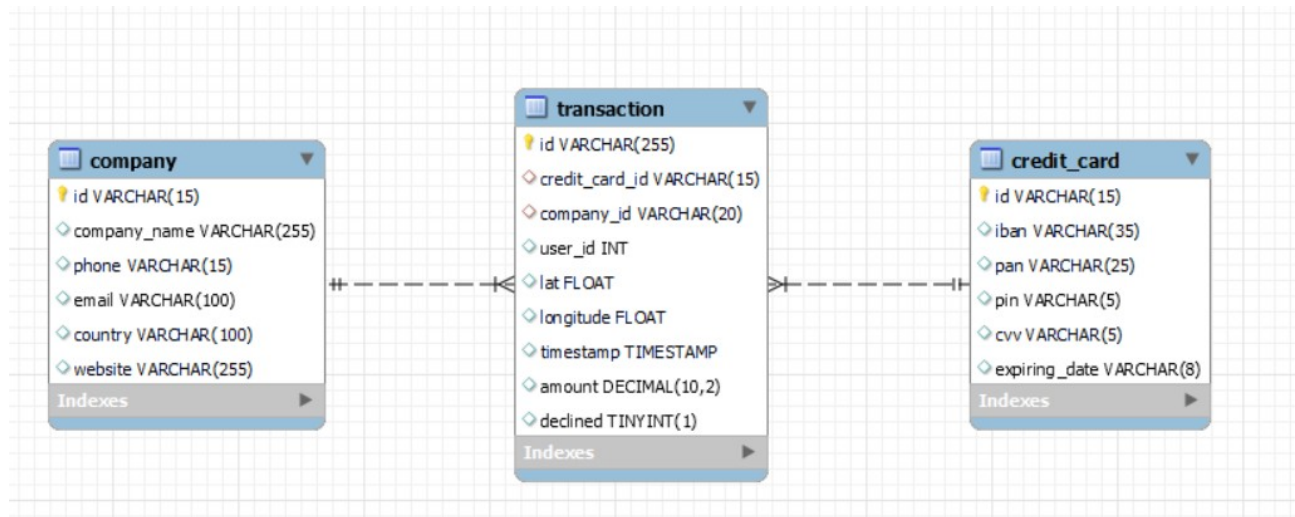 company
id VARCHAR(15)
company_name VARCHAR(255)
phone VARCHAR(15)
email VARCHAR(100)
country VARCHAR(100)
website VARCHAR(255)
Indexes
transaction
id VARCHAR(255)
credit_card_id VARCHAR(15)
company_id VARCHAR(20)
user_id INT
lat FLOAT
longitude FLOAT
timestamp TIMESTAMP
amount DECIMAL(10,2)
declined TINYINT(1)
Indexes
credit_card
id VARCHAR(15)
iban VARCHAR(35)
pan VARCHAR(25)
pin VARCHAR(5)
cvv VARCHAR(5)
expiring_date VARCHAR(8)
Indexes